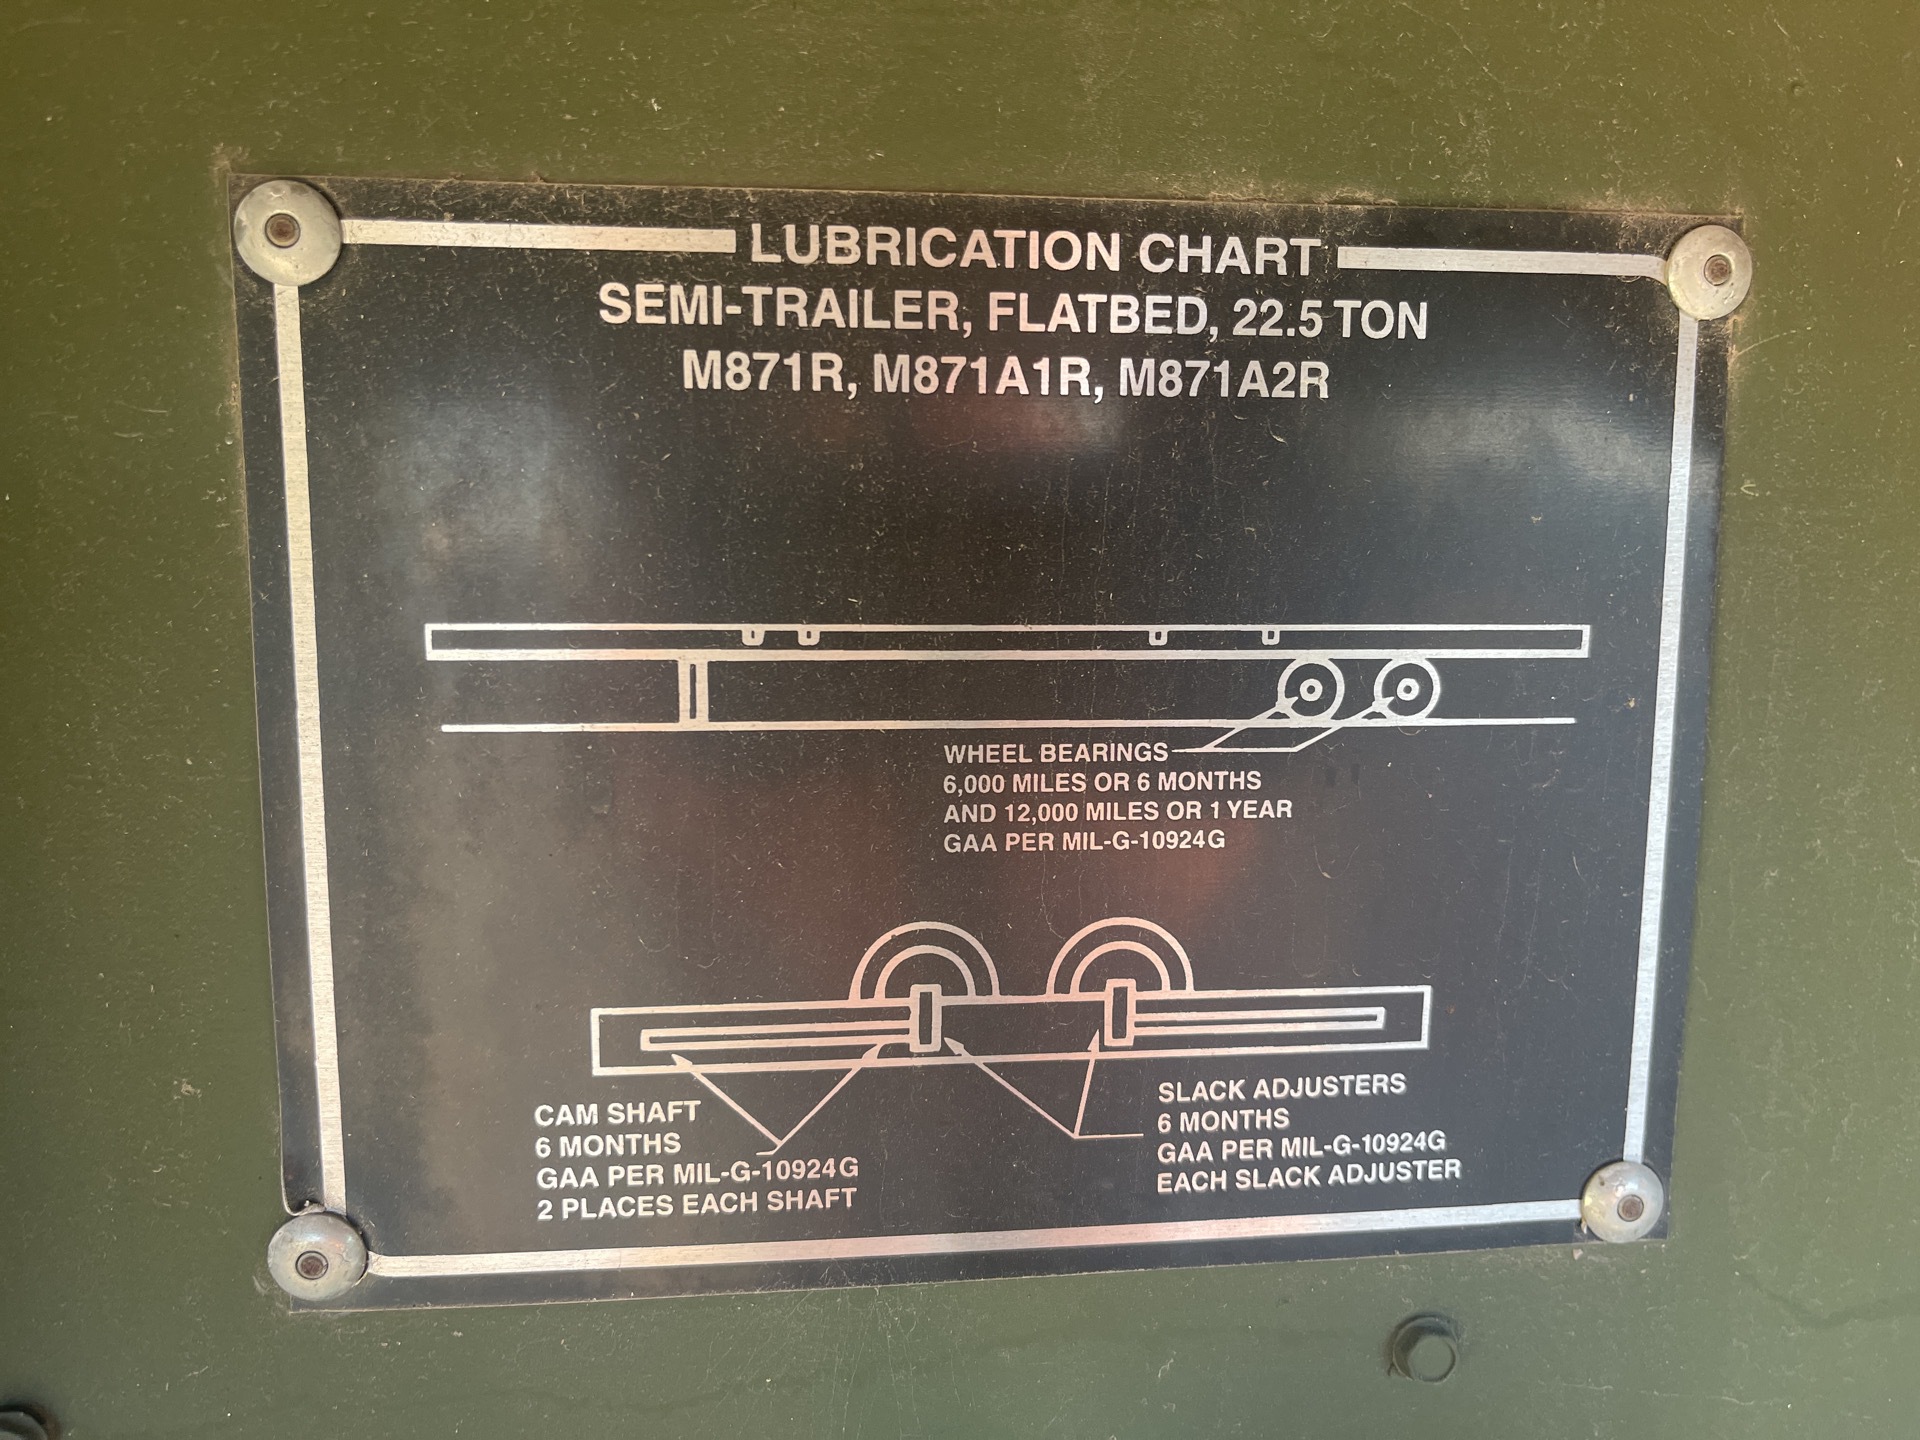 LUBRICATION CHART
SEMI-TRAILER, FLATBED, 22.5 TON
M871R, M871A1R, M871A2R
WHEEL BEARINGS
6,000 MILES OR 6 MONTHS
AND 12,000 MILES OR 1 YEAR
GAA PER MIL-G-10924G
CAM SHAFT
6 MONTHS
GAA PER MIL-G-10924G
2 PLACES EACH SHAFT
SLACK ADJUSTERS
6 MONTHS
GAA PER MIL-G-10924G
EACH SLACK ADJUSTER